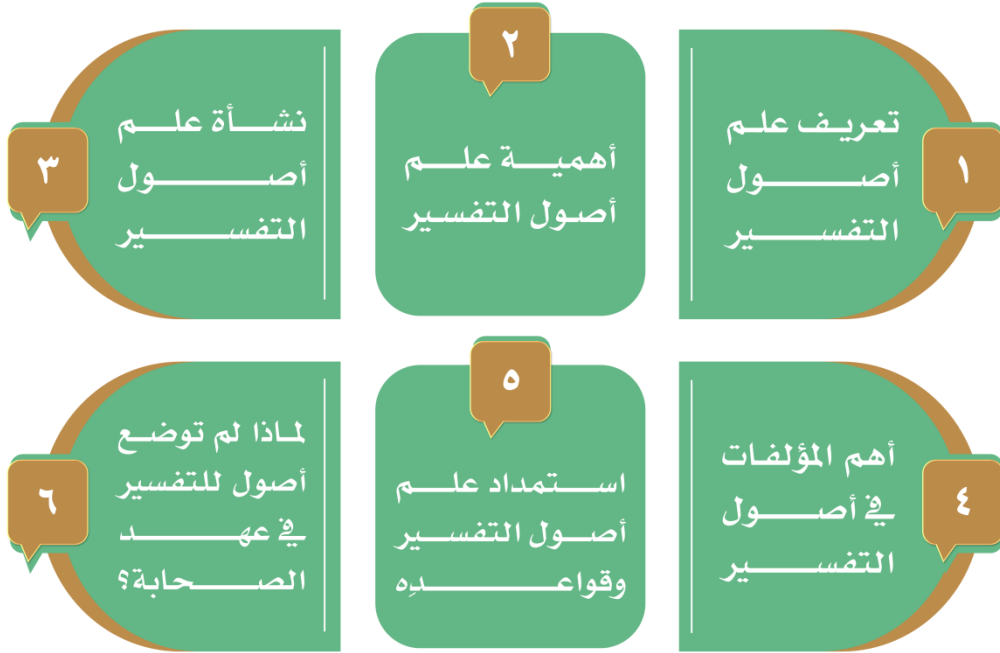 ١
تعريف علم
أصول
التفسير
٢
أهمية علم
أصول التفسير
٣
نشأة علم
أصول
التفسير
٤
أهم المؤلفات
في أصول
التفسير
٥
استمداد علم
أصول التفسير
وقواعدِه
٦
لماذا لم توضع
أصول للتفسير
في عهد
الصحابة؟